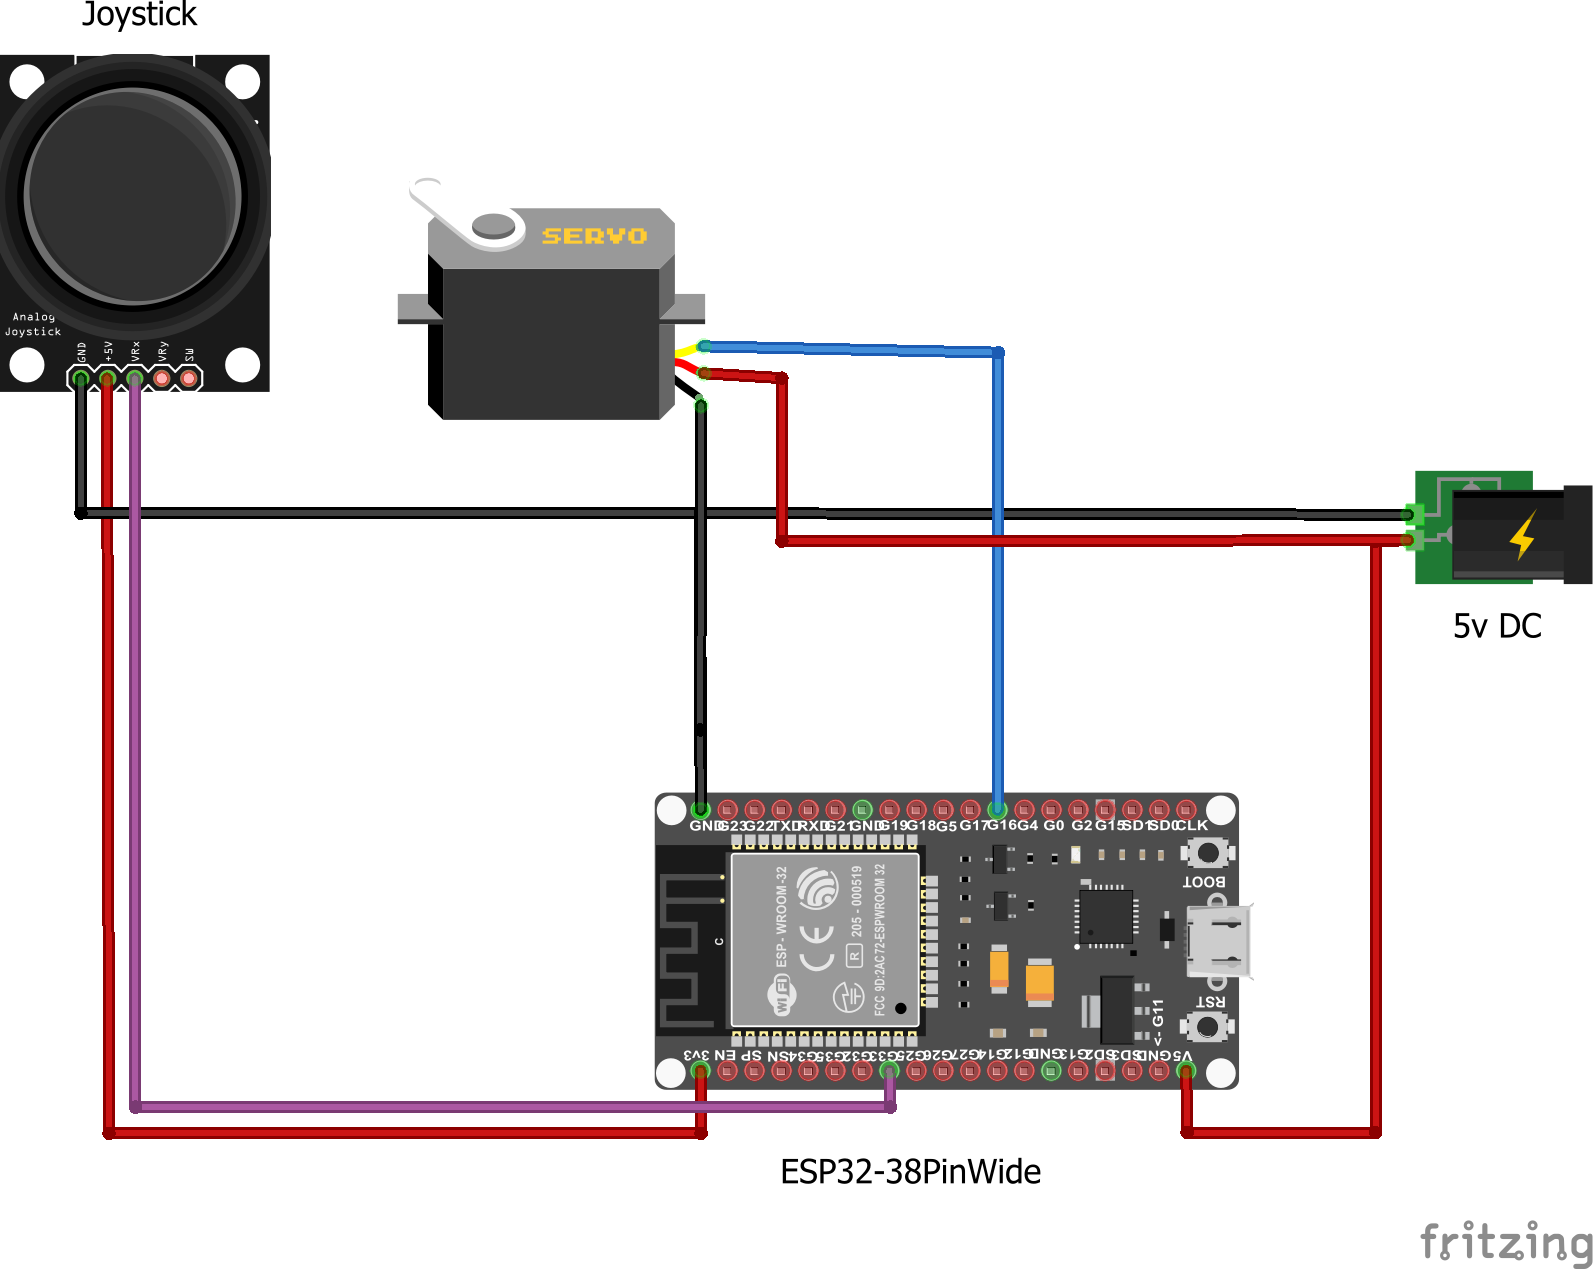 Joystick
SERVO
Analog
Joystick
GND
+5V
VRx
VRy
SW
5v DC
GND G23 G22 TXD RXD G21 GND G19 G18 G5 G17 G16 G4 G0 G2 G15 SD1 SD0 CLK
BOOT
ESP-WROOM-32
CE
R
205-000519
FCC 9D:2AC72-ESPWROOM 32
WiFi
C
RST
<- G11
3v3 EN SP SN G34 G35 G32 G33 G25 G26 G27 G14 G12 GND G13 SD2 SD3 GND V5
ESP32-38PinWide
fritzing